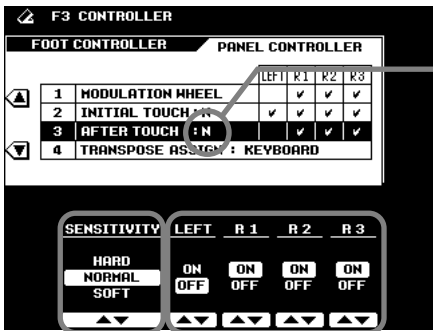 F3 CONTROLLER
FOOT CONTROLLER PANEL CONTROLLER
LEFT R1 R2 R3
1 MODULATION WHEEL ✔ ✔ ✔
2 INITIAL TOUCH : N ✔ ✔ ✔ ✔
3 AFTER TOUCH : N ✔ ✔ ✔
4 TRANSPOSE ASSIGN : KEYBOARD
SENSITIVITY LEFT R 1 R 2 R 3
HARD
NORMAL
SOFT
ON ON ON ON
OFF OFF OFF OFF